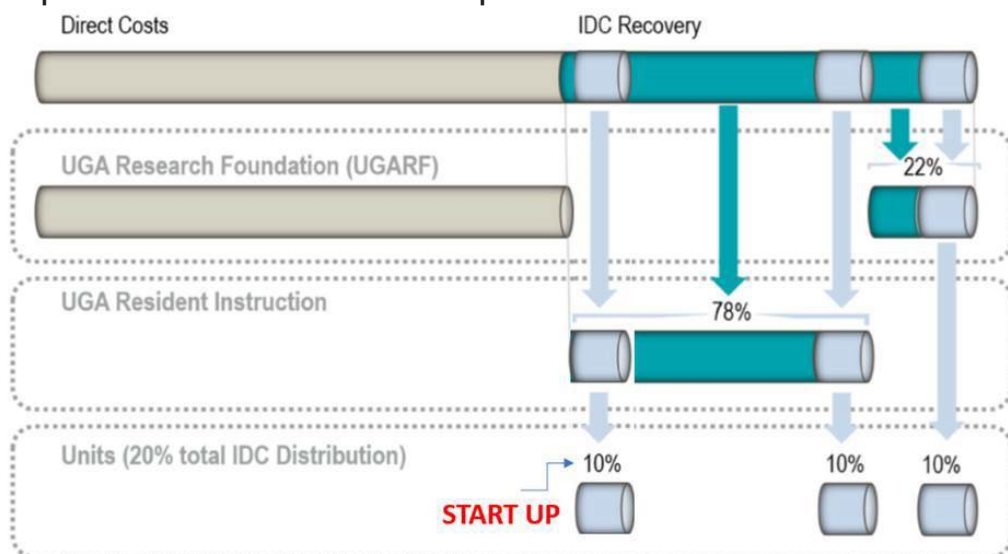 Direct Costs
IDC Recovery
UGA Research Foundation (UGARF)
22%
UGA Resident Instruction
78%
Units (20% total IDC Distribution)
10%
10%
10%
START UP